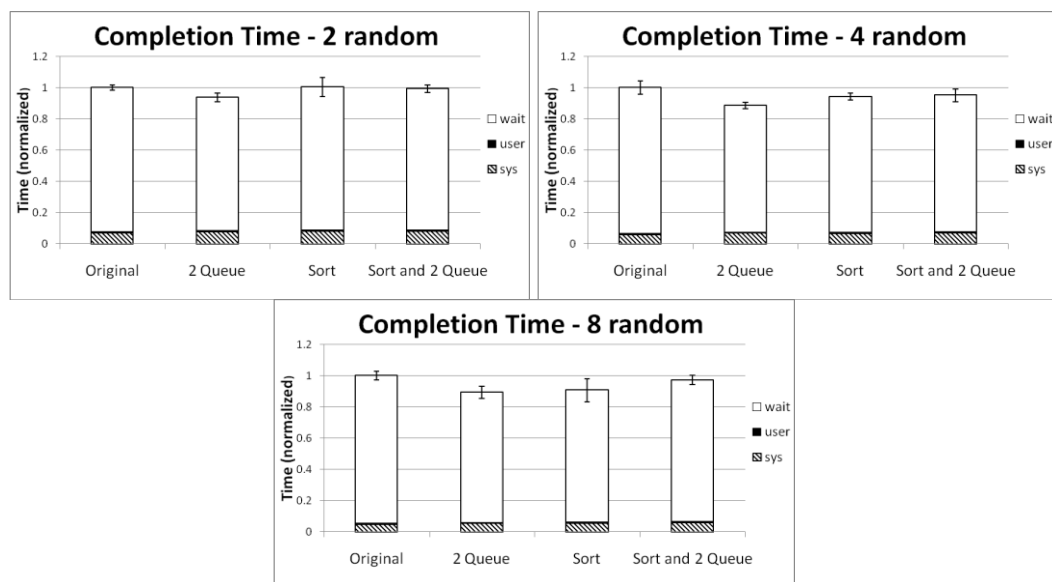 Completion Time - 2 random
Time (normalized)
1.2
1
0.8
0.6
0.4
0.2
0
Original
2 Queue
Sort
Sort and 2 Queue
wait
user
sys
Completion Time - 4 random
Time (normalized)
1.2
1
0.8
0.6
0.4
0.2
0
Original
2 Queue
Sort
Sort and 2 Queue
wait
user
sys
Completion Time - 8 random
Time (normalized)
1.2
1
0.8
0.6
0.4
0.2
0
Original
2 Queue
Sort
Sort and 2 Queue
wait
user
sys